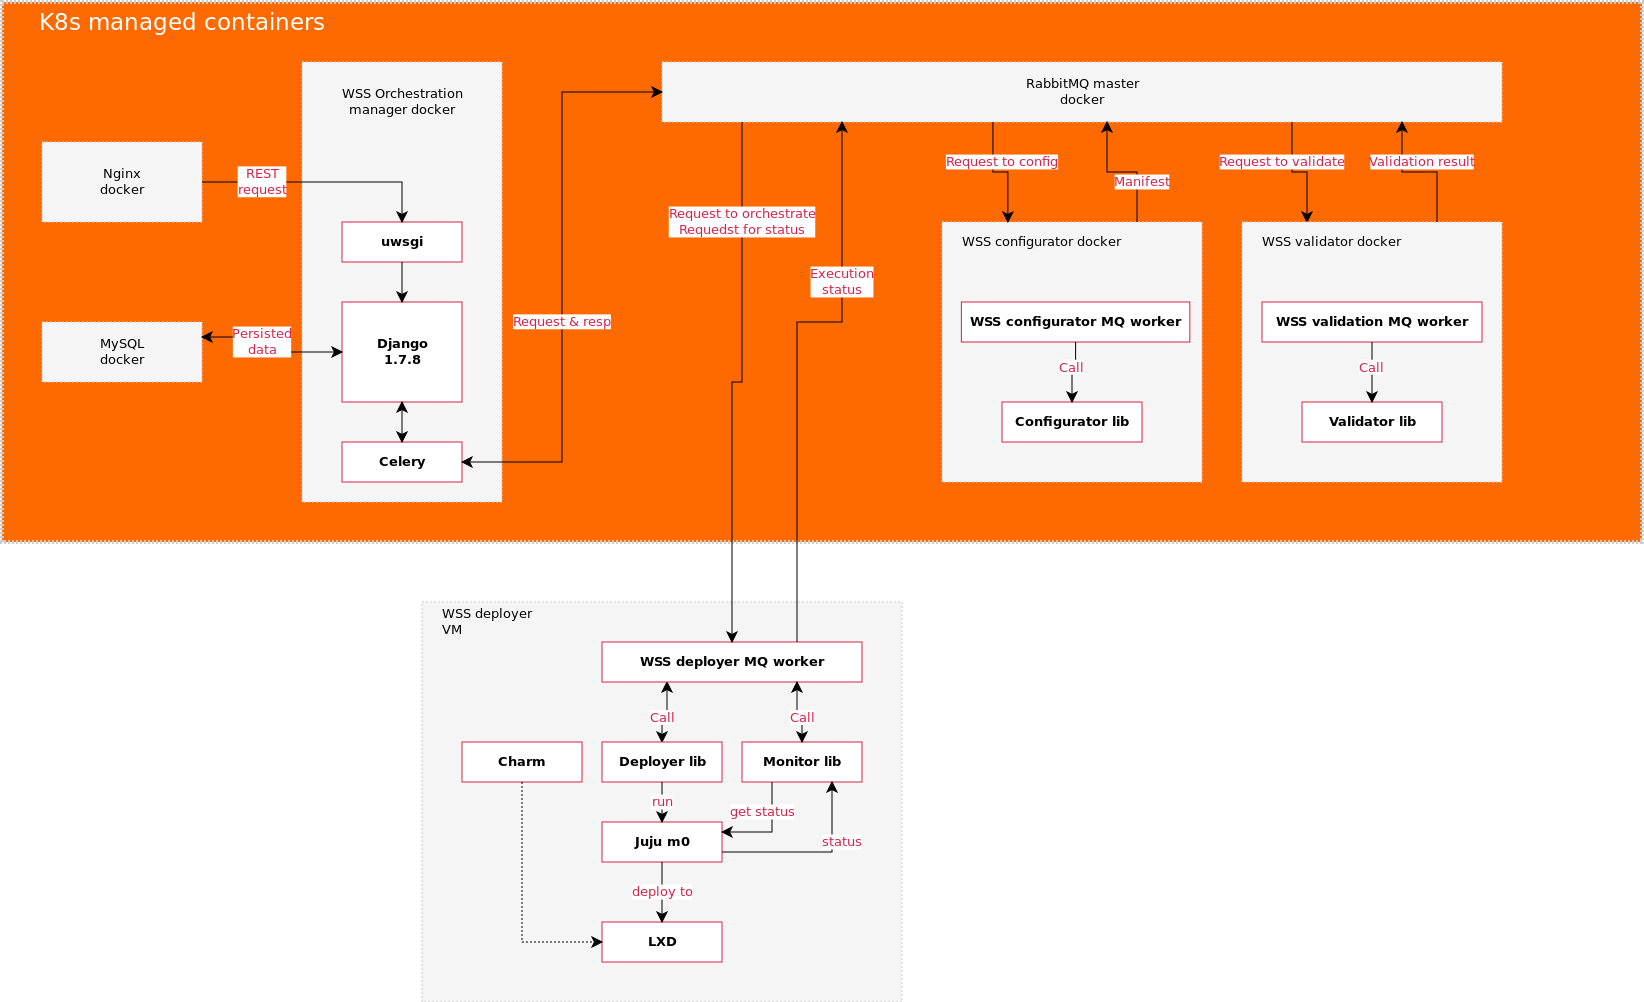 K8s managed containers
WSS Orchestration
manager docker
RabbitMQ master
docker
Nginx
docker
REST
request
uwsgi
Request to config
Manifest
Request to validate
Validation result
Request to orchestrate
Requedst for status
WSS configurator docker
WSS validator docker
Execution
status
MySQL
docker
Persisted
data
Django
1.7.8
Request & resp
WSS configurator MQ worker
WSS validation MQ worker
Call
Call
Configurator lib
Validator lib
Celery
WSS deployer
VM
WSS deployer MQ worker
Call
Call
Charm
Deployer lib
Monitor lib
run
get status
Juju m0
status
deploy to
LXD